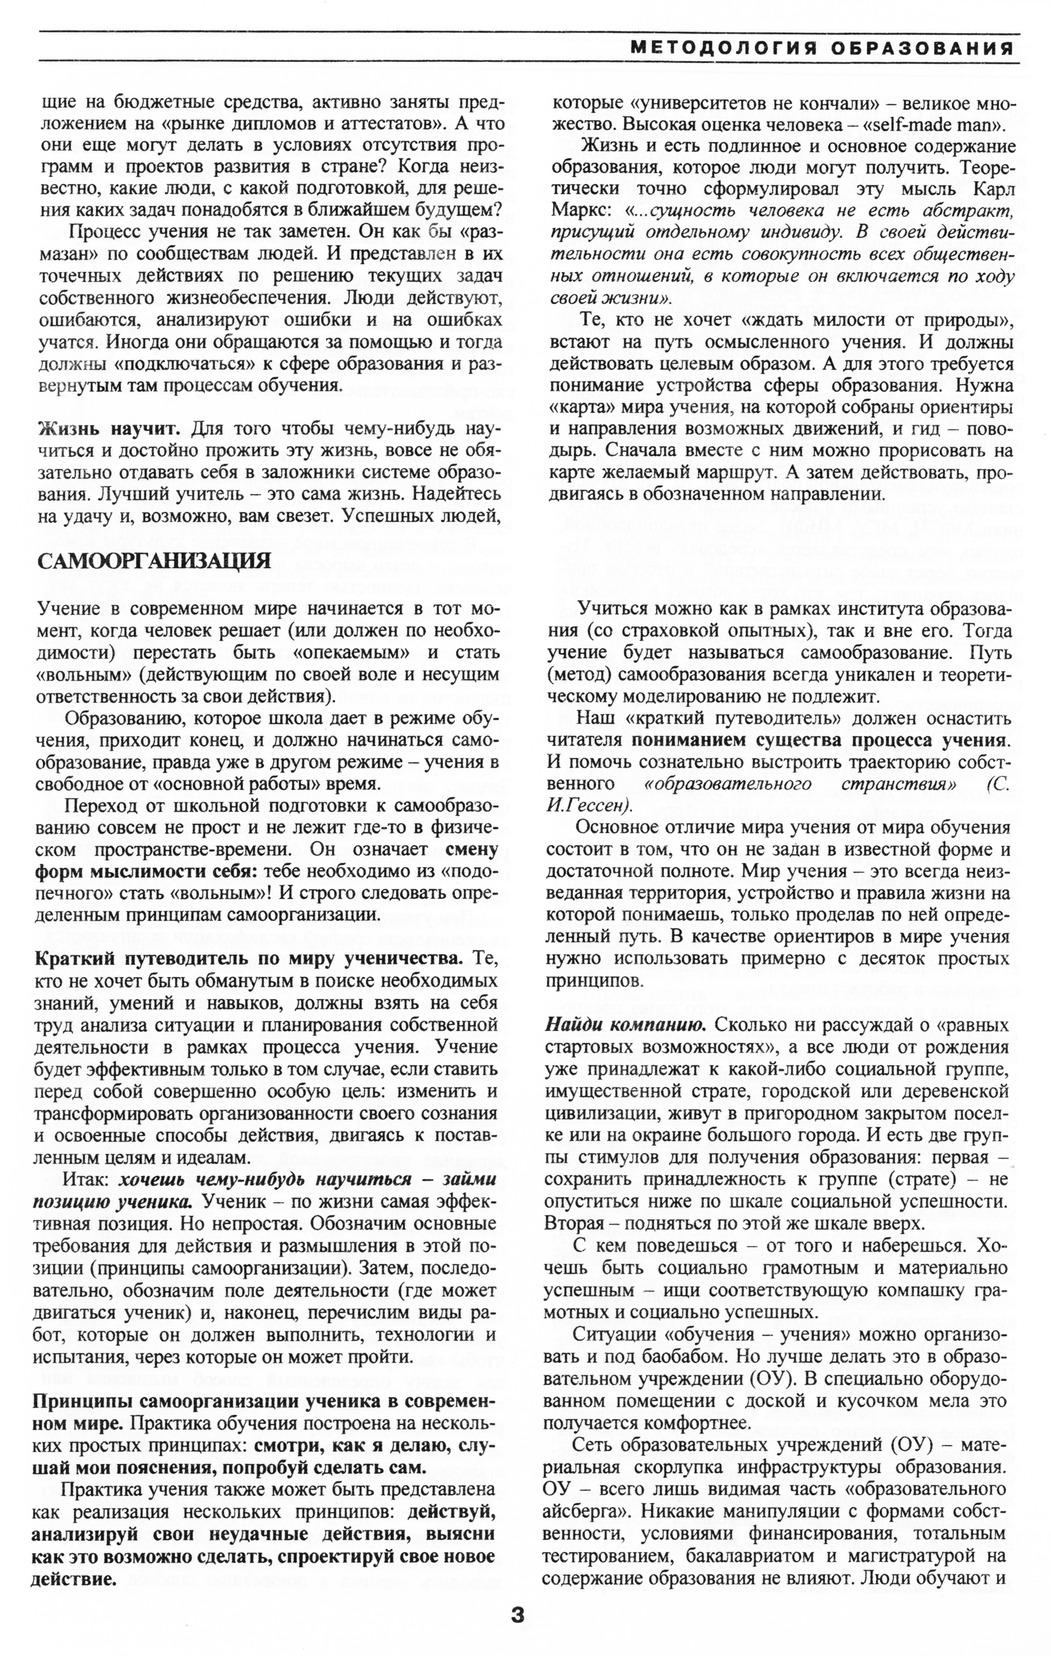 МЕТОДОЛОГИЯ ОБРАЗОВАНИЯ
щие на бюджетные средства, активно заняты пред-
ложением на «рынке дипломов и аттестатов». А что
они еще могут делать в условиях отсутствия про-
грамм и проектов развития в стране? Когда неиз-
вестно, какие люди, с какой подготовкой, для реше-
ния каких задач понадобятся в ближайшем будущем?
Процесс учения не так заметен. Он как бы «раз-
мазан» по сообществам людей. И представлен в их
точечных действиях по решению текущих задач
собственного жизнеобеспечения. Люди действуют,
ошибаются, анализируют ошибки и на ошибках
учатся. Иногда они обращаются за помощью и тогда
должны «подключаться» к сфере образования и раз-
вернутым там процессам обучения.
Жизнь научит. Для того чтобы чему-нибудь нау-
читься и достойно прожить эту жизнь, вовсе не обя-
зательно отдавать себя в заложники системе образо-
вания. Лучший учитель – это сама жизнь. Надейтесь
на удачу и, возможно, вам свезет. Успешных людей,
которые «университетов не кончали» – великое мно-
жество. Высокая оценка человека – «self-made man».
Жизнь и есть подлинное и основное содержание
образования, которое люди могут получить. Теоре-
тически точно сформулировал эту мысль Карл
Маркс: «...сущность человека не есть абстракт,
присущий отдельному индивиду. В своей действи-
тельности она есть совокупность всех обществен-
ных отношений, в которые он включается по ходу
своей жизни».
Те, кто не хочет «ждать милости от природы»,
встают на путь осмысленного учения. И должны
действовать целевым образом. А для этого требуется
понимание устройства сферы образования. Нужна
«карта» мира учения, на которой собраны ориентиры
и направления возможных движений, и гид – пово-
дырь. Сначала вместе с ним можно прорисовать на
карте желаемый маршрут. А затем действовать, про-
двигаясь в обозначенном направлении.
САМООРГАНИЗАЦИЯ
Учение в современном мире начинается в тот мо-
мент, когда человек решает (или должен по необхо-
димости) перестать быть «опекаемым» и стать
«вольным» (действующим по своей воле и несущим
ответственность за свои действия).
Образованию, которое школа дает в режиме обу-
чения, приходит конец, и должно начинаться само-
образование, правда уже в другом режиме – учения в
свободное от «основной работы» время.
Переход от школьной подготовки к самообразо-
ванию совсем не прост и не лежит где-то в физиче-
ском пространстве-времени. Он означает смену
форм мыслимости себя: тебе необходимо из «подо-
печного» стать «вольным»! И строго следовать опре-
деленным принципам самоорганизации.
Краткий путеводитель по миру ученичества. Те,
кто не хочет быть обманутым в поиске необходимых
знаний, умений и навыков, должны взять на себя
труд анализа ситуации и планирования собственной
деятельности в рамках процесса учения. Учение
будет эффективным только в том случае, если ставить
перед собой совершенно особую цель: изменить и
трансформировать организованности своего сознания
и освоенные способы действия, двигаясь к постав-
ленным целям и идеалам.
Итак: хочешь чему-нибудь научиться – займи
позицию ученика. Ученик – по жизни самая эффек-
тивная позиция. Но непростая. Обозначим основные
требования для действия и размышления в этой по-
зиции (принципы самоорганизации). Затем, последо-
вательно, обозначим поле деятельности (где может
двигаться ученик) и, наконец, перечислим виды ра-
бот, которые он должен выполнить, технологии и
испытания, через которые он может пройти.
Принципы самоорганизации ученика в современ-
ном мире. Практика обучения построена на несколь-
ких простых принципах: смотри, как я делаю, слу-
шай мои пояснения, попробуй сделать сам.
Практика учения также может быть представлена
как реализация нескольких принципов: действуй,
анализируй свои неудачные действия, выясни
как это возможно сделать, спроектируй свое новое
действие.
Учиться можно как в рамках института образова-
ния (со страховкой опытных), так и вне его. Тогда
учение будет называться самообразование. Путь
(метод) самообразования всегда уникален и теорети-
ческому моделированию не подлежит.
Наш «краткий путеводитель» должен оснастить
читателя пониманием существа процесса учения.
И помочь сознательно выстроить траекторию собст-
венного «образовательного странствия» (С.
И.Гессен).
Основное отличие мира учения от мира обучения
состоит в том, что он не задан в известной форме и
достаточной полноте. Мир учения – это всегда неиз-
веданная территория, устройство и правила жизни на
которой понимаешь, только проделав по ней опреде-
ленный путь. В качестве ориентиров в мире учения
нужно использовать примерно с десяток простых
принципов.
Найди компанию. Сколько ни рассуждай о «равных
стартовых возможностях», а все люди от рождения
уже принадлежат к какой-либо социальной группе,
имущественной страте, городской или деревенской
цивилизации, живут в пригородном закрытом посел-
ке или на окраине большого города. И есть две груп-
пы стимулов для получения образования: первая –
сохранить принадлежность к группе (страте) – не
опуститься ниже по шкале социальной успешности.
Вторая – подняться по этой же шкале вверх.
С кем поведешься – от того и наберешься. Хо-
чешь быть социально грамотным и материально
успешным – ищи соответствующую компашку гра-
мотных и социально успешных.
Ситуации «обучения – учения» можно организо-
вать и под баобабом. Но лучше делать это в образо-
вательном учреждении (ОУ). В специально оборудо-
ванном помещении с доской и кусочком мела это
получается комфортнее.
Сеть образовательных учреждений (ОУ) – мате-
риальная скорлупка инфраструктуры образования.
ОУ – всего лишь видимая часть «образовательного
айсберга». Никакие манипуляции с формами собст-
венности, условиями финансирования, тотальным
тестированием, бакалавриатом и магистратурой на
содержание образования не влияют. Люди обучают и
3